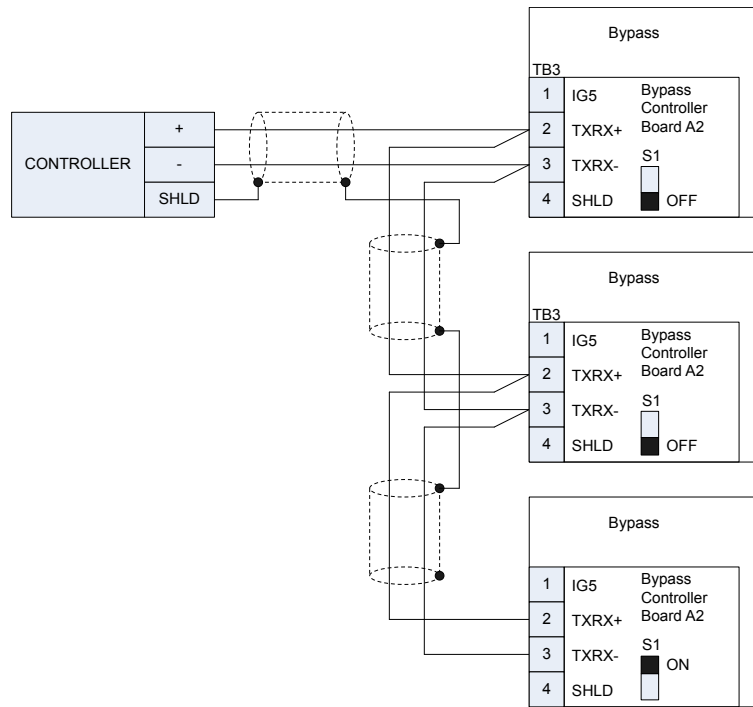 CONTROLLER
+
-
SHLD
Bypass
TB3
1 IG5
2 TXRX+
3 TXRX-
4 SHLD
Bypass
Controller
Board A2
S1
OFF
Bypass
TB3
1 IG5
2 TXRX+
3 TXRX-
4 SHLD
Bypass
Controller
Board A2
S1
OFF
Bypass
1 IG5
2 TXRX+
3 TXRX-
4 SHLD
Bypass
Controller
Board A2
S1
ON